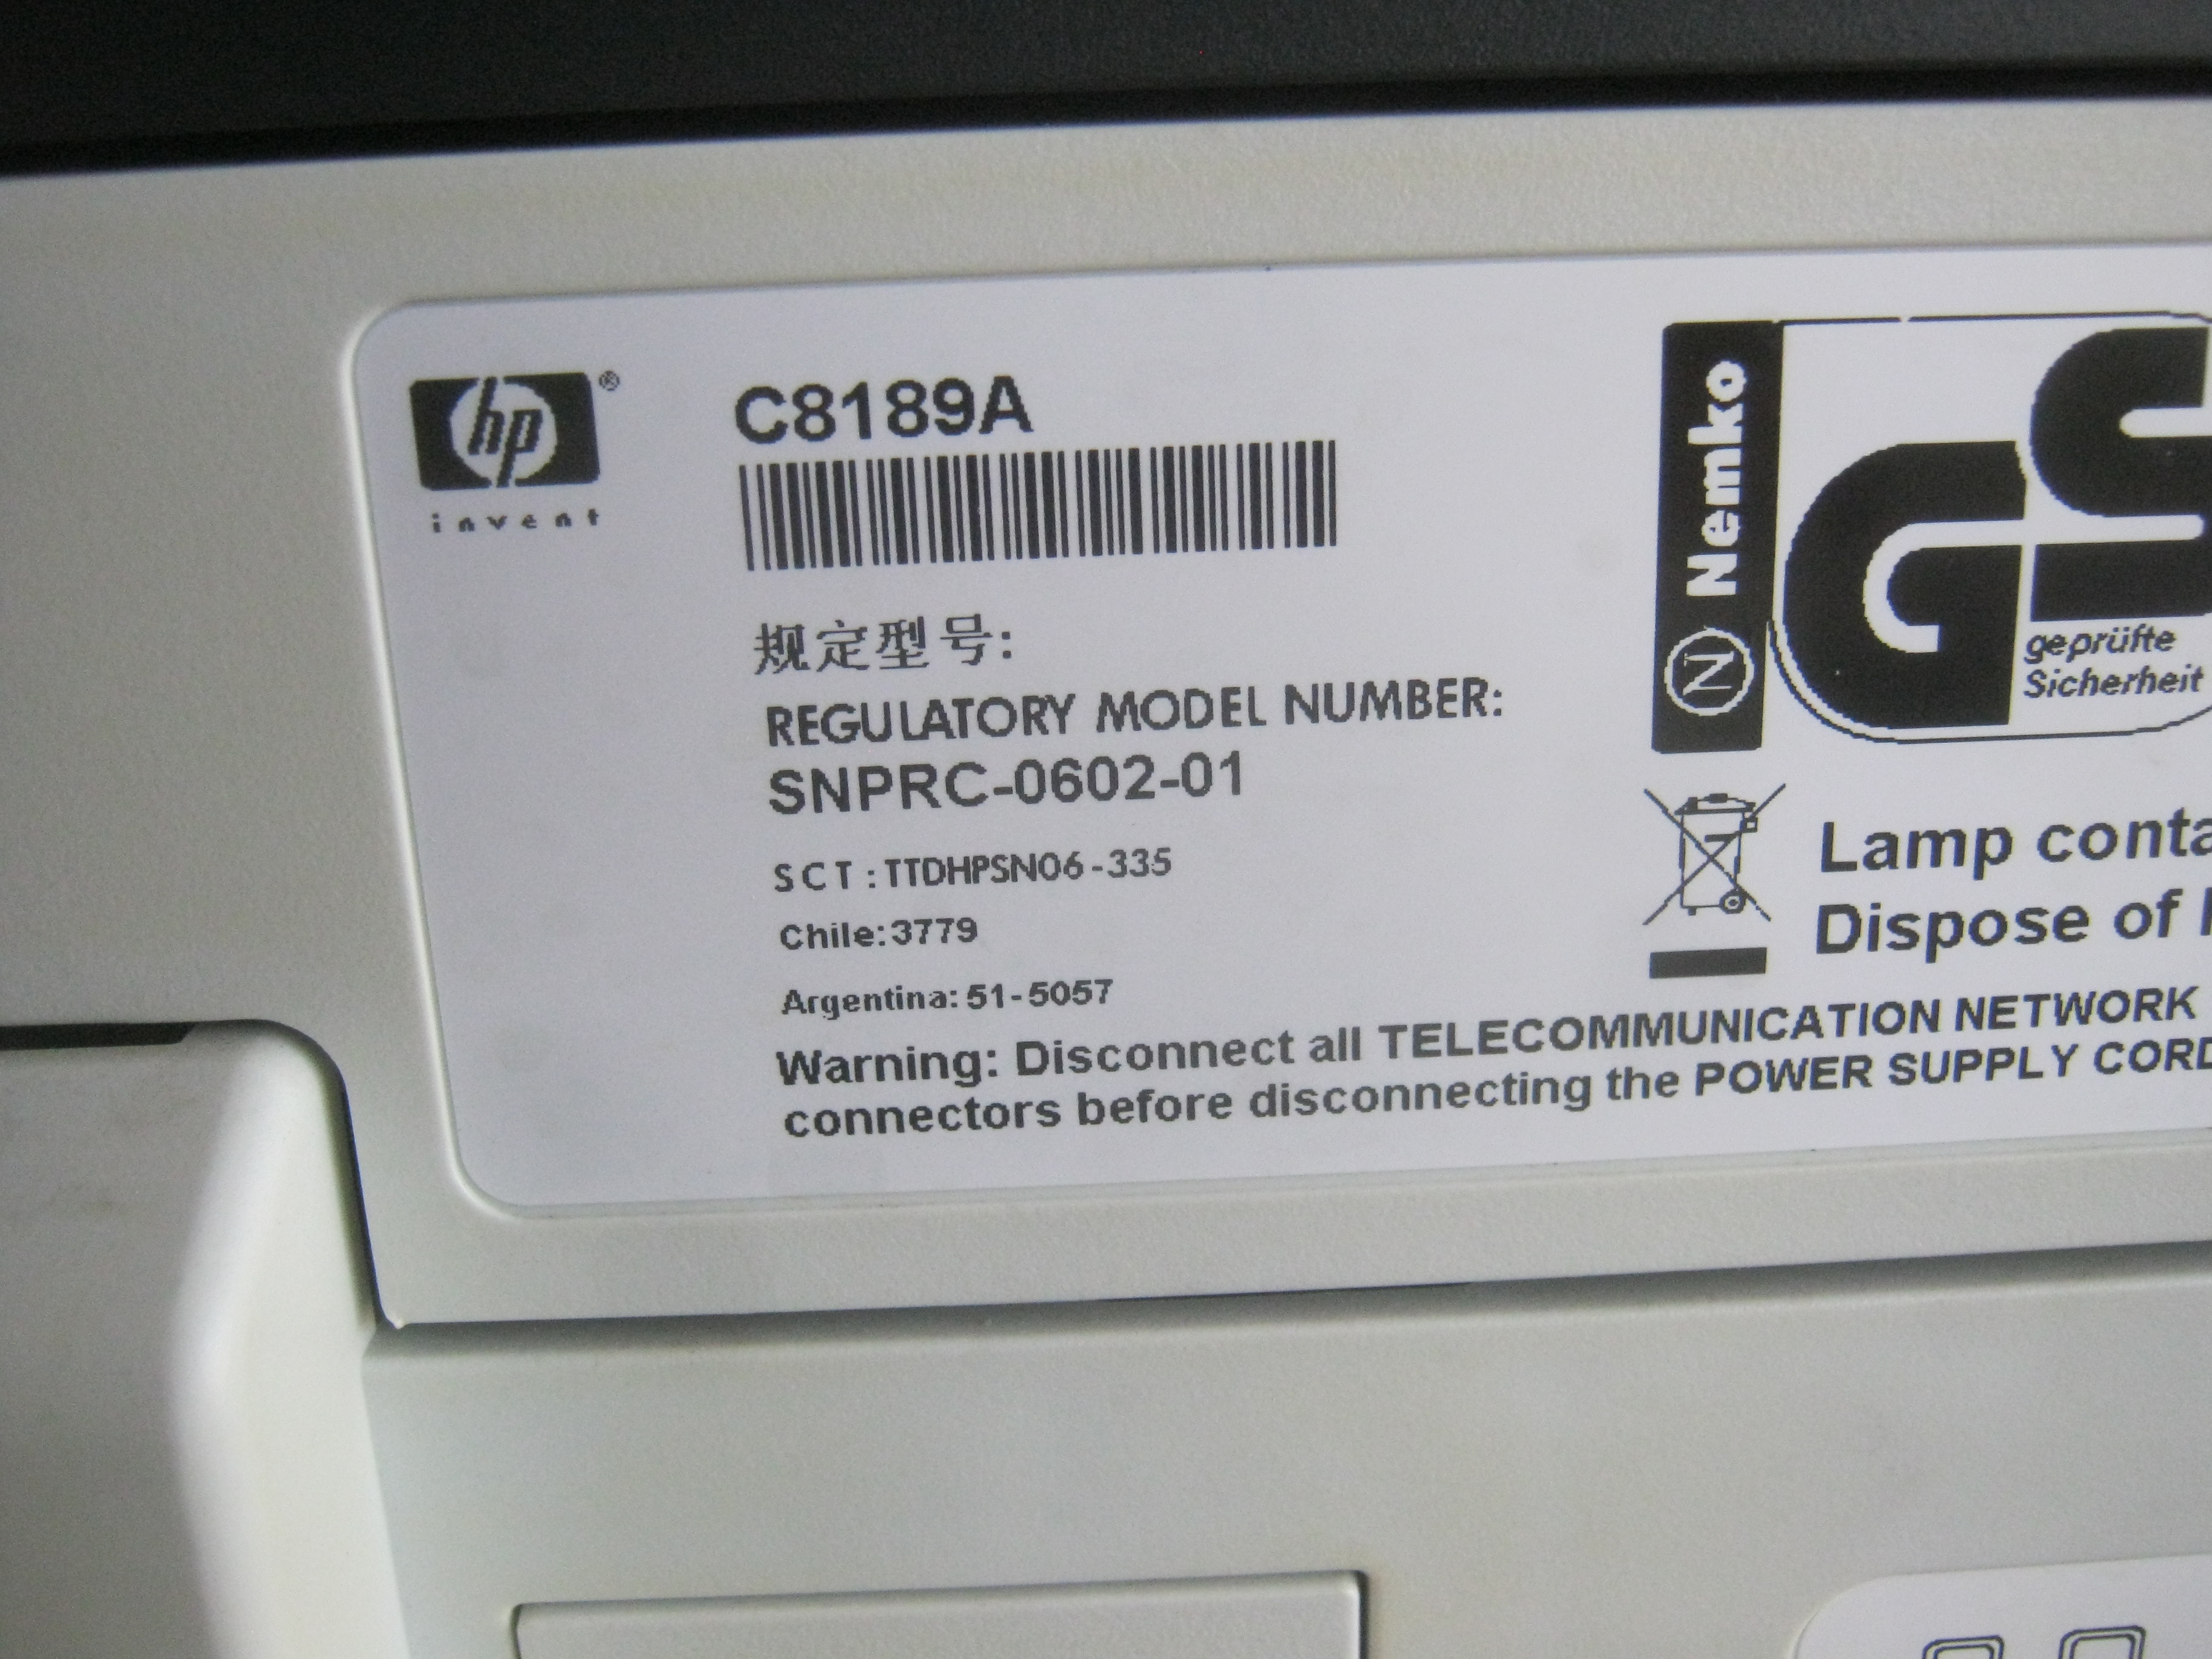 hp®
invent
C8189A
规定型号:
REGULATORY MODEL NUMBER:
SNPRC-0602-01
SCT:TTDHPSN06-335
Chile:3779
Argentina:51-5057
Warning: Disconnect all TELECOMMUNICATION NETWORK
connectors before disconnecting the POWER SUPPLY
N Nemko
GS
geprüfte
Sicherheit
Lamp
Dispose of